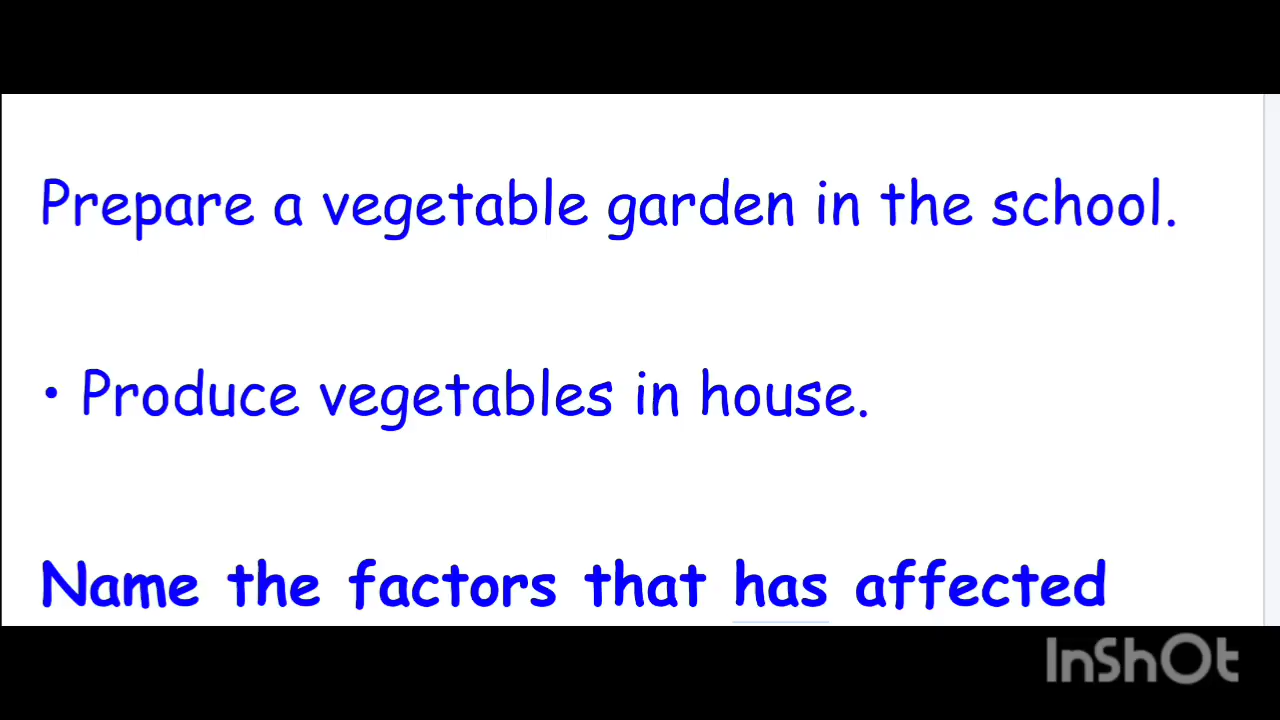 Prepare a vegetable garden in the school.
• Produce vegetables in house.
Name the factors that has affected
InShOt